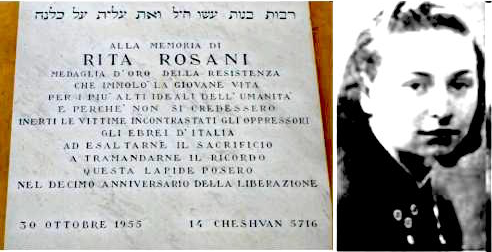 רבות בנות עשו חיל ואת עלית על כלנה
ALLA MEMORIA DI
RITA ROSANI
MEDAGLIA D'ORO DELLA RESISTENZA
CHE IMMOLÒ LA GIOVANE VITA
PER I PIU' ALTI IDEALI DELL'UMANITA'
E PERCHE' NON SI CREDESSERO
INERTI LE VITTIME INCONTRASTATI GLI OPPRESSORI
GLI EBREI D'ITALIA
AD ESALTARNE IL SACRIFICIO
A TRAMANDARNE IL RICORDO
QUESTA LAPIDE POSERO
NEL DECIMO ANNIVERSARIO DELLA LIBERAZIONE
30 OTTOBRE 1955 14 CHESHVAN 5716